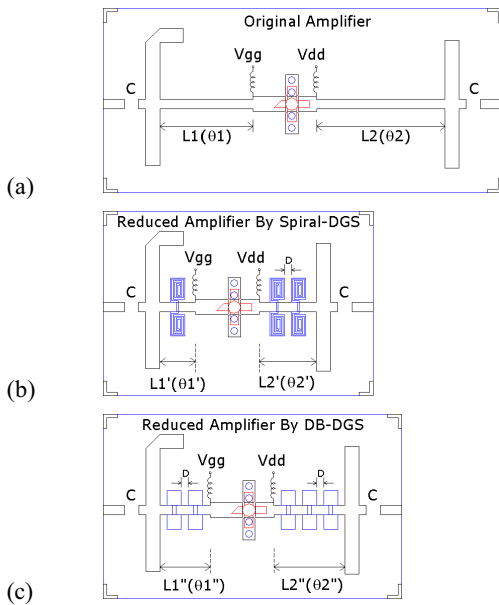 Original Amplifier
Vgg Vdd
C C
L1(θ1) L2(θ2)
(a)
Reduced Amplifier By Spiral-DGS
Vgg Vdd D
C C
L1'(θ1') L2'(θ2')
(b)
Reduced Amplifier By DB-DGS
Vgg Vdd
D D
C C
L1"(θ1") L2"(θ2")
(c)